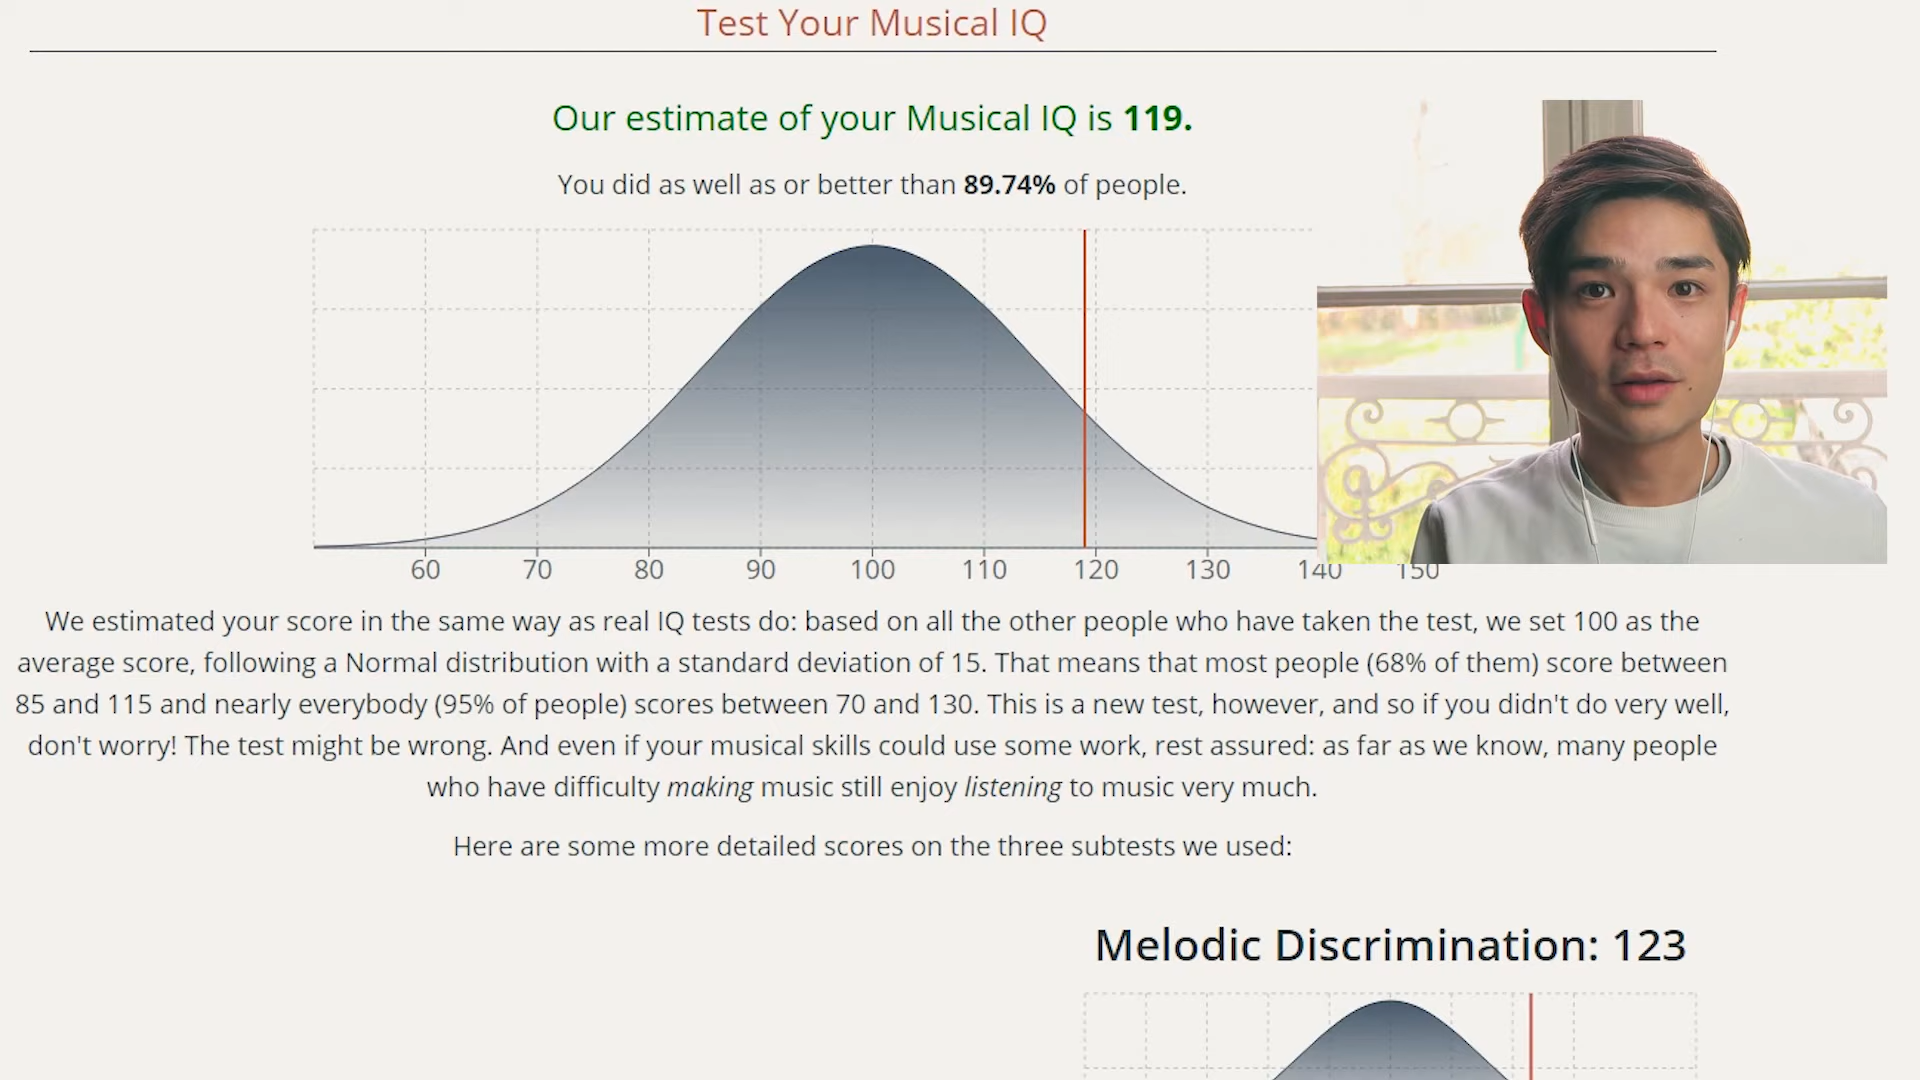 Test Your Musical IQ
Our estimate of your Musical IQ is 119.
You did as well as or better than 89.74% of people.
60 70 80 90 100 110 120 130 140 150
We estimated your score in the same way as real IQ tests do: based on all the other people who have taken the test, we set 100 as the
average score, following a Normal distribution with a standard deviation of 15. That means that most people (68% of them) score between
85 and 115 and nearly everybody (95% of people) scores between 70 and 130. This is a new test, however, and so if you didn't do very well,
don't worry! The test might be wrong. And even if your musical skills could use some work, rest assured: as far as we know, many people
who have difficulty making music still enjoy listening to music very much.
Here are some more detailed scores on the three subtests we used:
Melodic Discrimination: 123